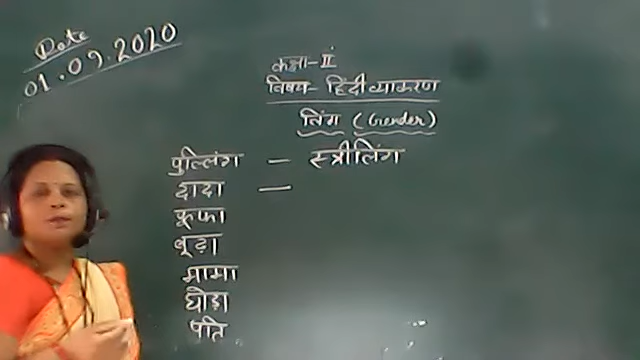 Date
01.09.2020
कक्षा-II
विषय- हिंदी व्याकरण
लिंग (Gender)
पुल्लिंग — स्त्रीलिंग
दादा —
फूफा
बूढ़ा
मामा
घोड़ा
पति